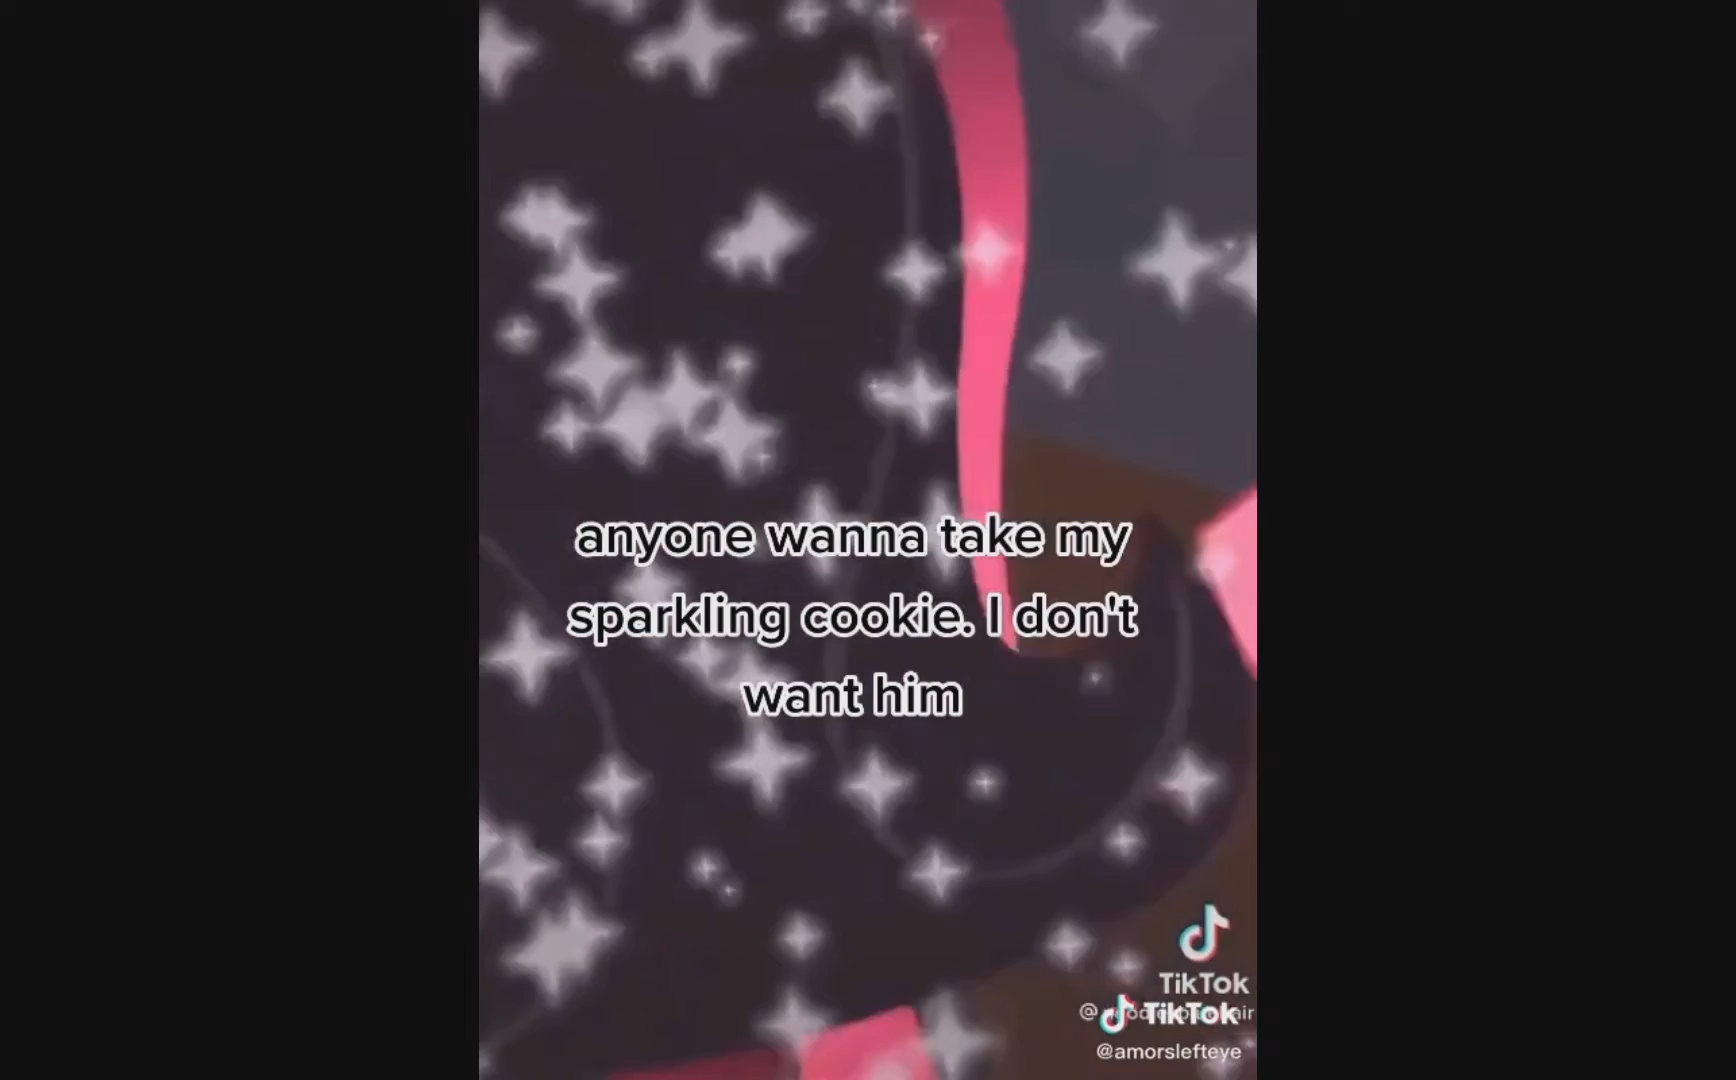 anyone wanna take my
sparkling cookie. I don't
want him
TikTok
TikTok
@amorslefteye